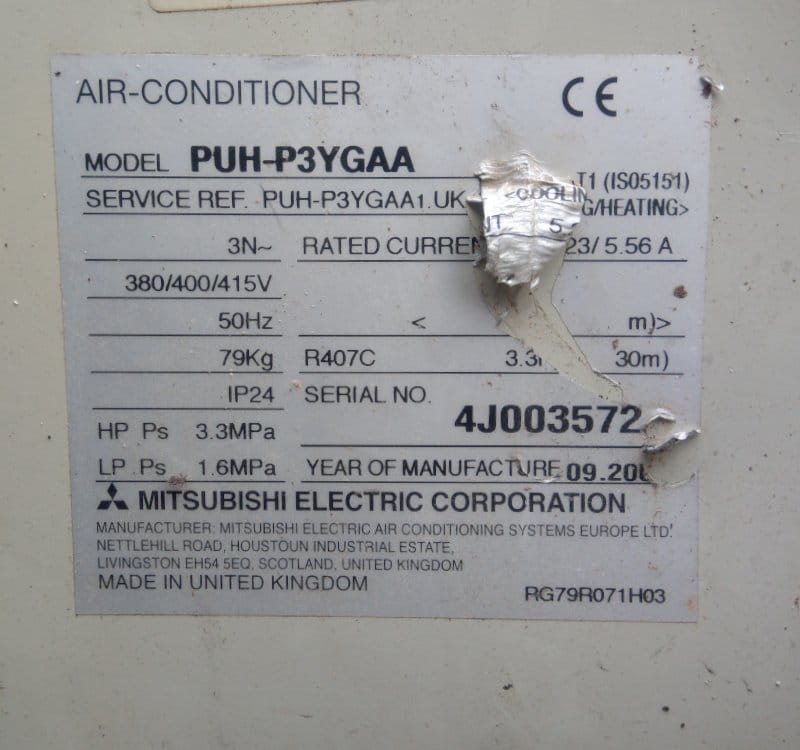 AIR-CONDITIONER CE
MODEL PUH-P3YGAA T1 (ISO5151)
SERVICE REF. PUH-P3YGAA1.UK <COOLIN G/HEATING>
3N~ RATED CURREN NT 5. 23/ 5.56 A
380/400/415V
50Hz < m)>
79Kg R407C 3.3 30m)
IP24 SERIAL NO.
HP Ps 3.3MPa 4J003572
LP Ps 1.6MPa YEAR OF MANUFACTURE 09.20
MITSUBISHI ELECTRIC CORPORATION
MANUFACTURER: MITSUBISHI ELECTRIC AIR CONDITIONING SYSTEMS EUROPE LTD.
NETTLEHILL ROAD, HOUSTOUN INDUSTRIAL ESTATE,
LIVINGSTON EH54 5EQ, SCOTLAND, UNITED KINGDOM
MADE IN UNITED KINGDOM RG79R071H03